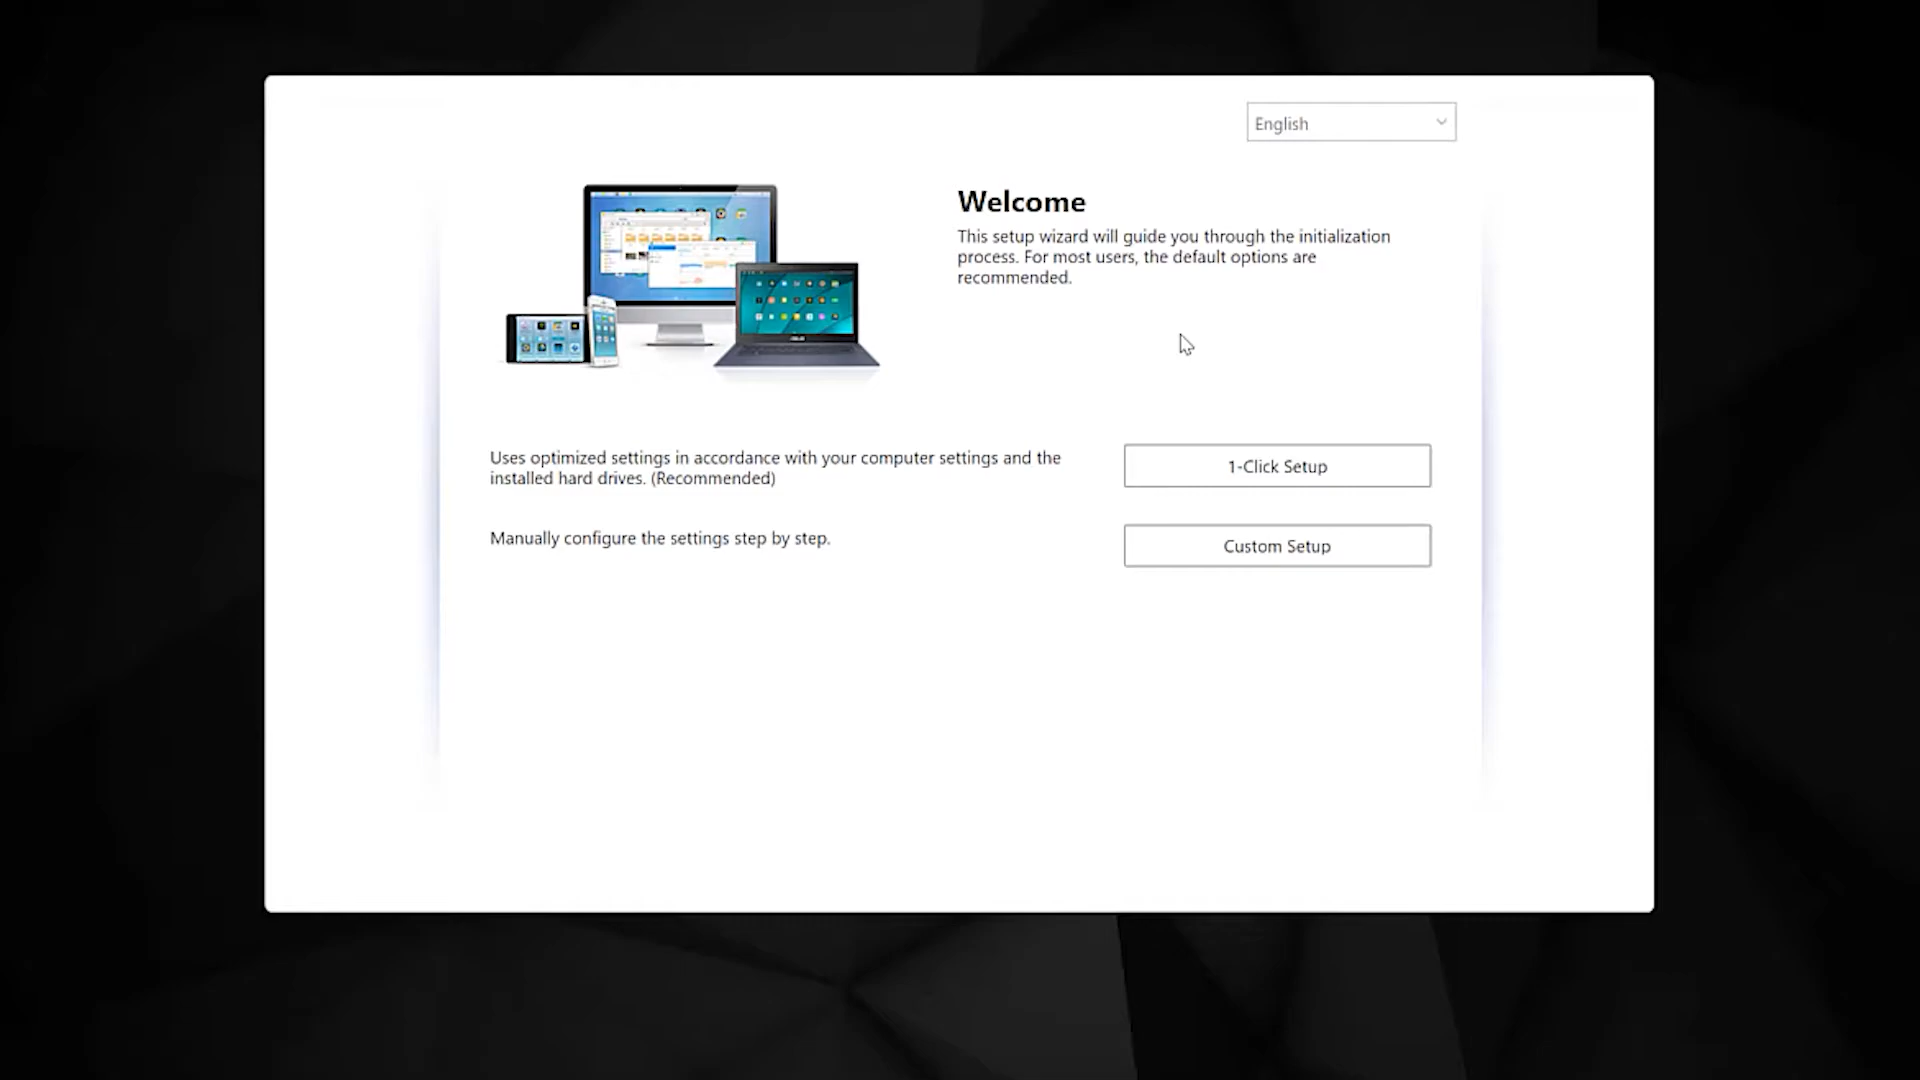 English
Welcome
This setup wizard will guide you through the initialization
process. For most users, the default options are
recommended.
Uses optimized settings in accordance with your computer settings and the
installed hard drives. (Recommended)
1-Click Setup
Manually configure the settings step by step.
Custom Setup